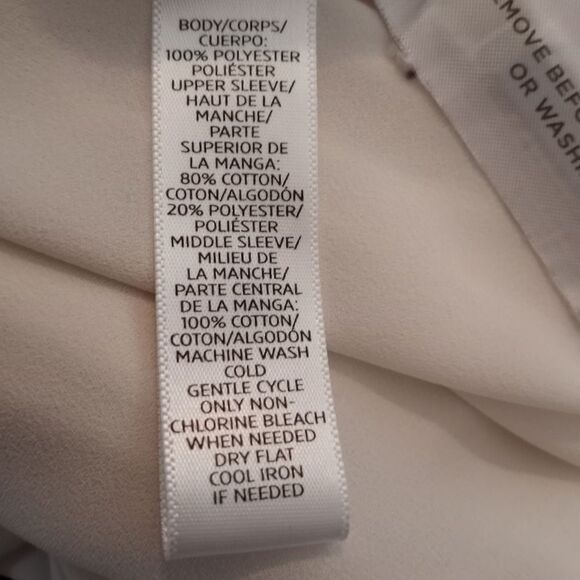 BODY/CORPS/
CUERPO:
100% POLYESTER
POLIÉSTER
UPPER SLEEVE/
HAUT DE LA
MANCHE/
PARTE
SUPERIOR DE
LA MANGA:
80% COTTON/
COTON/ALGODÓN
20% POLYESTER/
POLIÉSTER
MIDDLE SLEEVE/
MILIEU DE
LA MANCHE/
PARTE CENTRAL
DE LA MANGA:
100% COTTON/
COTON/ALGODÓN
MACHINE WASH
COLD
GENTLE CYCLE
ONLY NON-
CHLORINE BLEACH
WHEN NEEDED
DRY FLAT
COOL IRON
IF NEEDED
OR